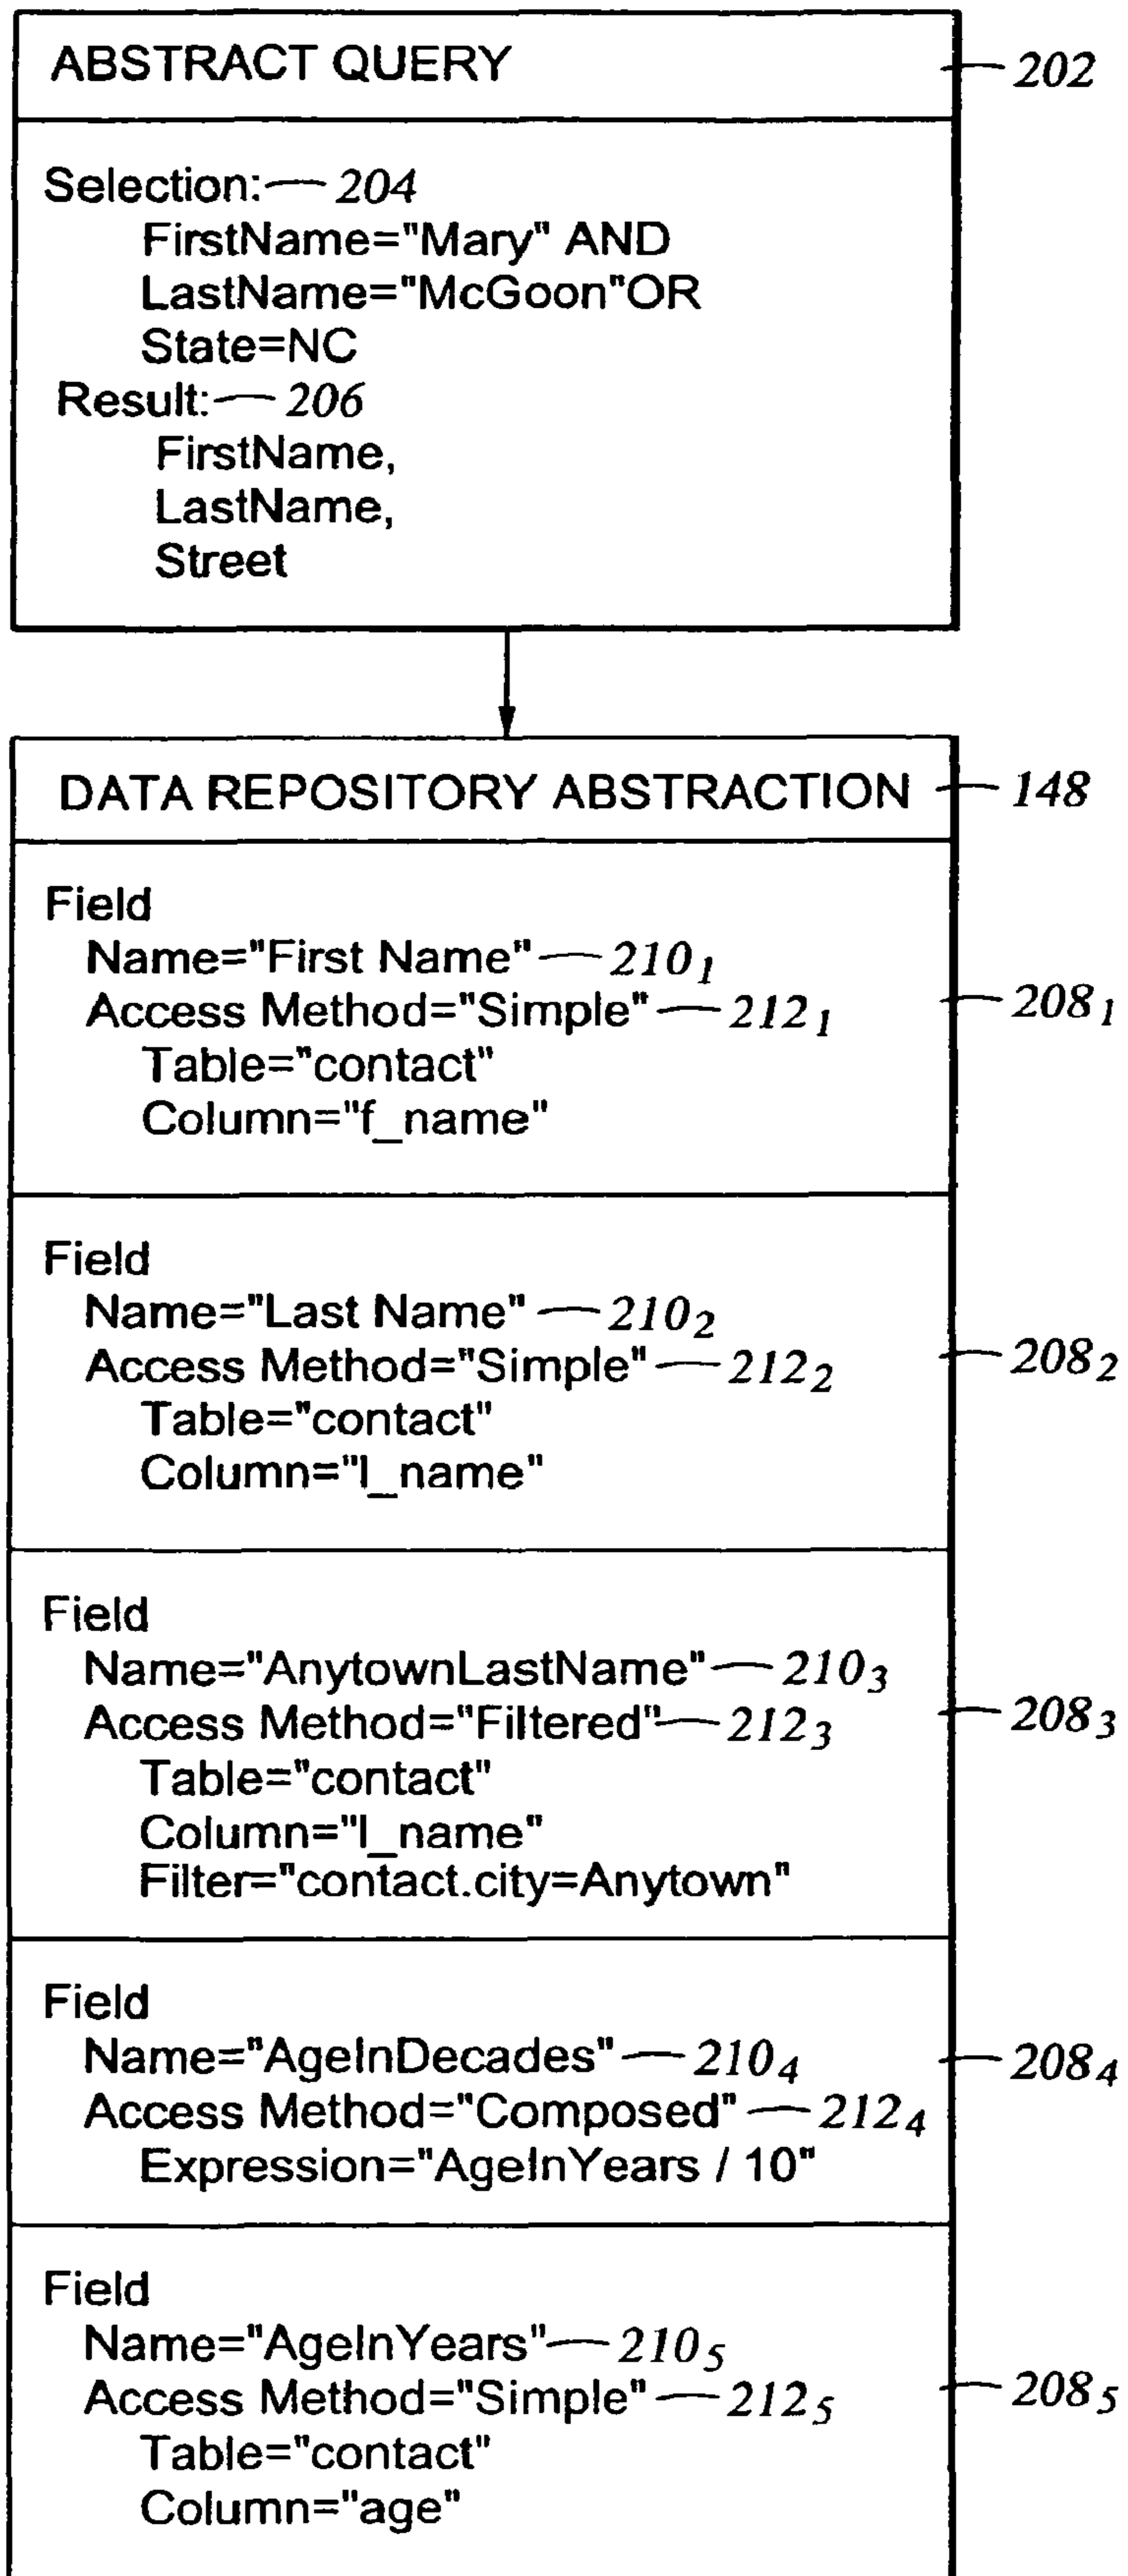 ABSTRACT QUERY 202
Selection: 204
FirstName="Mary" AND
LastName="McGoon"OR
State=NC
Result: 206
FirstName,
LastName,
Street
DATA REPOSITORY ABSTRACTION 148
Field
Name="First Name" 210₁
Access Method="Simple" 212₁ 208₁
Table="contact"
Column="f_name"
Field
Name="Last Name" 210₂
Access Method="Simple" 212₂ 208₂
Table="contact"
Column="l_name"
Field
Name="AnytownLastName" 210₃
Access Method="Filtered" 212₃ 208₃
Table="contact"
Column="l_name"
Filter="contact.city=Anytown"
Field
Name="AgeInDecades" 210₄ 208₄
Access Method="Composed" 212₄
Expression="AgeInYears / 10"
Field
Name="AgeInYears" 210₅
Access Method="Simple" 212₅ 208₅
Table="contact"
Column="age"